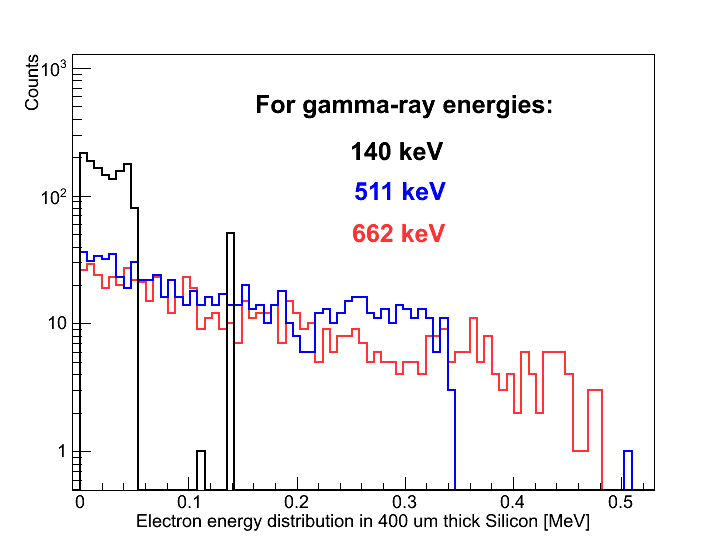 Counts
10³
For gamma-ray energies:
140 keV
10²
511 keV
662 keV
10
1
0 0.1 0.2 0.3 0.4 0.5
Electron energy distribution in 400 um thick Silicon [MeV]